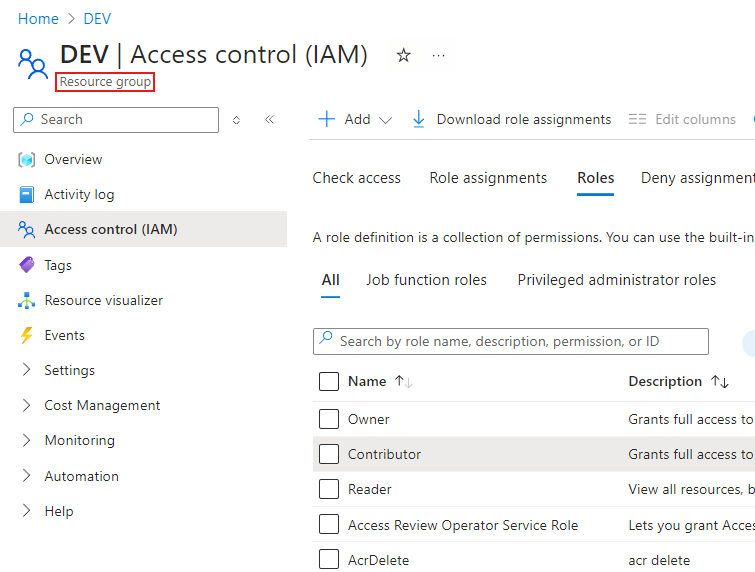 Home > DEV
DEV | Access control (IAM)
Resource group
Search
Overview
Activity log
Access control (IAM)
Tags
Resource visualizer
Events
Settings
Cost Management
Monitoring
Automation
Help
Add
Download role assignments
Edit columns
Check access
Role assignments
Roles
Deny assignment
A role definition is a collection of permissions. You can use the built-in
All
Job function roles
Privileged administrator roles
Search by role name, description, permission, or ID
Name
Description
Owner
Grants full access to
Contributor
Grants full access to
Reader
View all resources, b
Access Review Operator Service Role
Lets you grant Acces
AcrDelete
acr delete